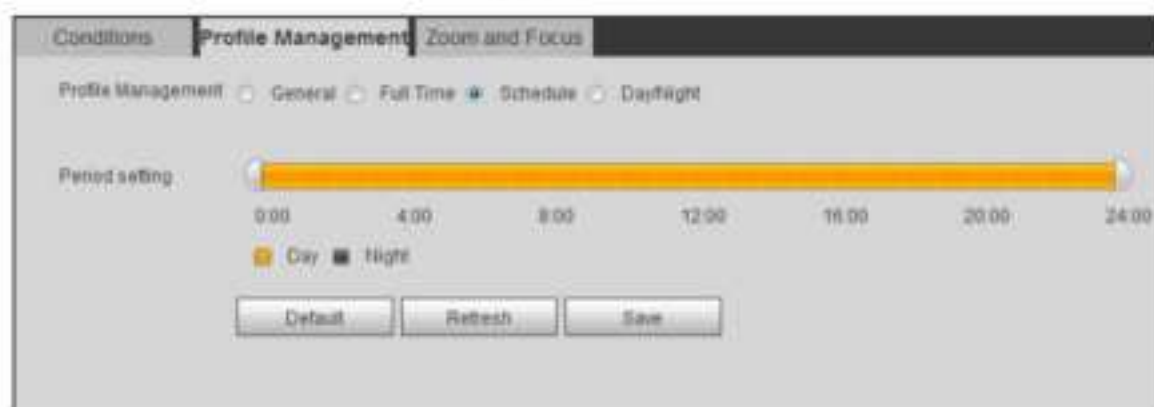 Conditions Profile Management Zoom and Focus
Profile Management General Full Time Schedule Day/Night
Period setting
0:00 4:00 8:00 12:00 16:00 20:00 24:00
Day Night
Default Refresh Save